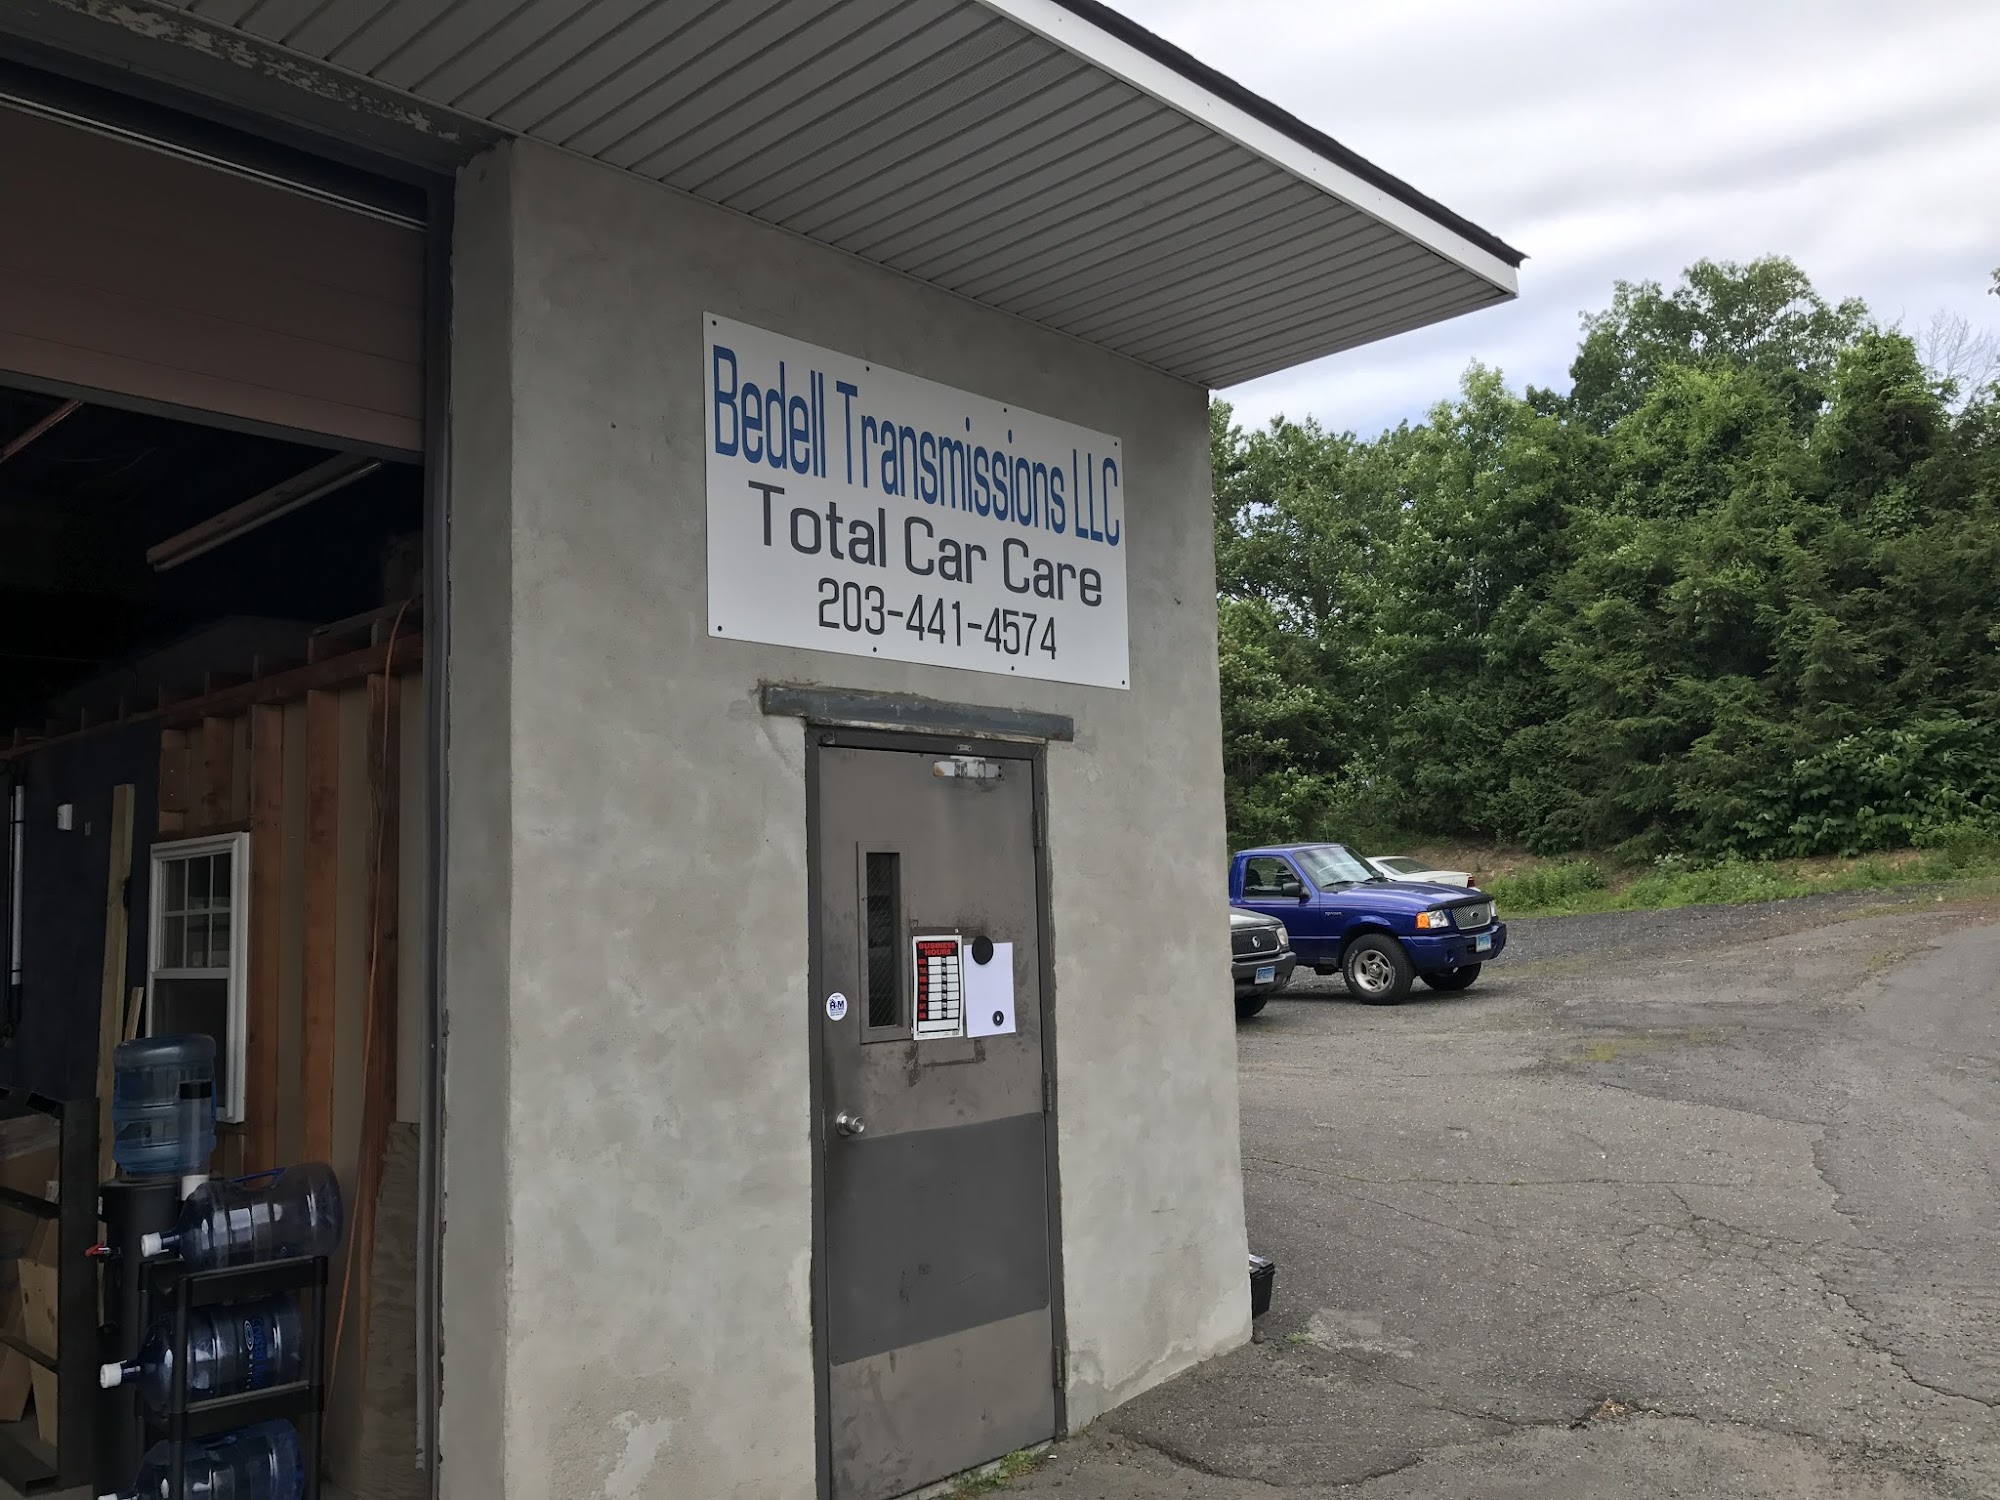 Bedell Transmissions LLC
Total Car Care
203-441-4574
BUSINESS
HOURS